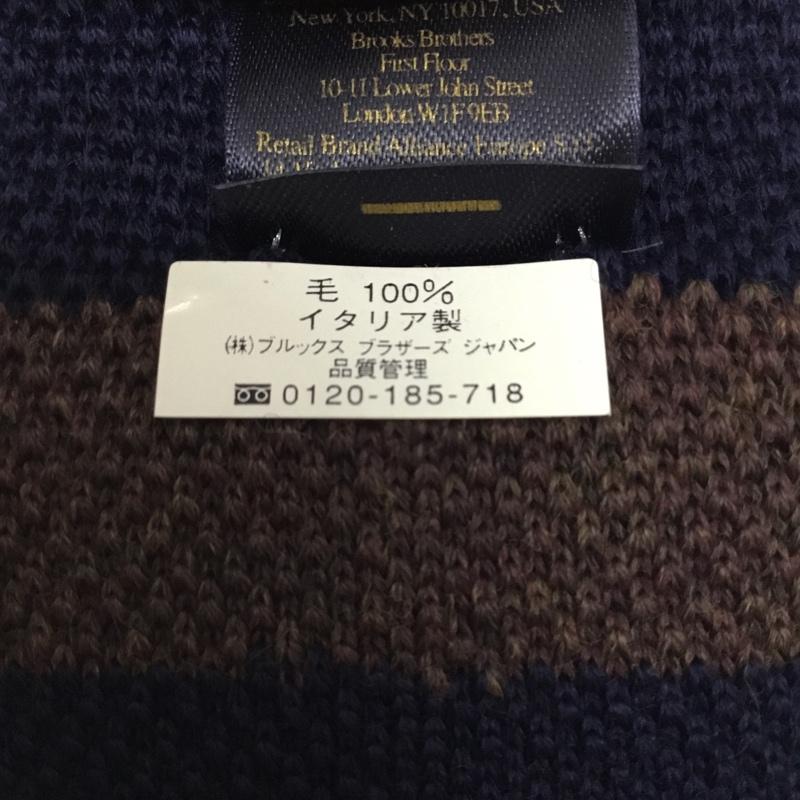 New York, NY 10017, USA
Brooks Brothers
First Floor
10-11 Lower John Street
London W1F 9EB
Retail Brand Alliance Europe
毛 100%
イタリア製
(株)ブルックス ブラザーズ ジャパン
品質管理
0120-185-718